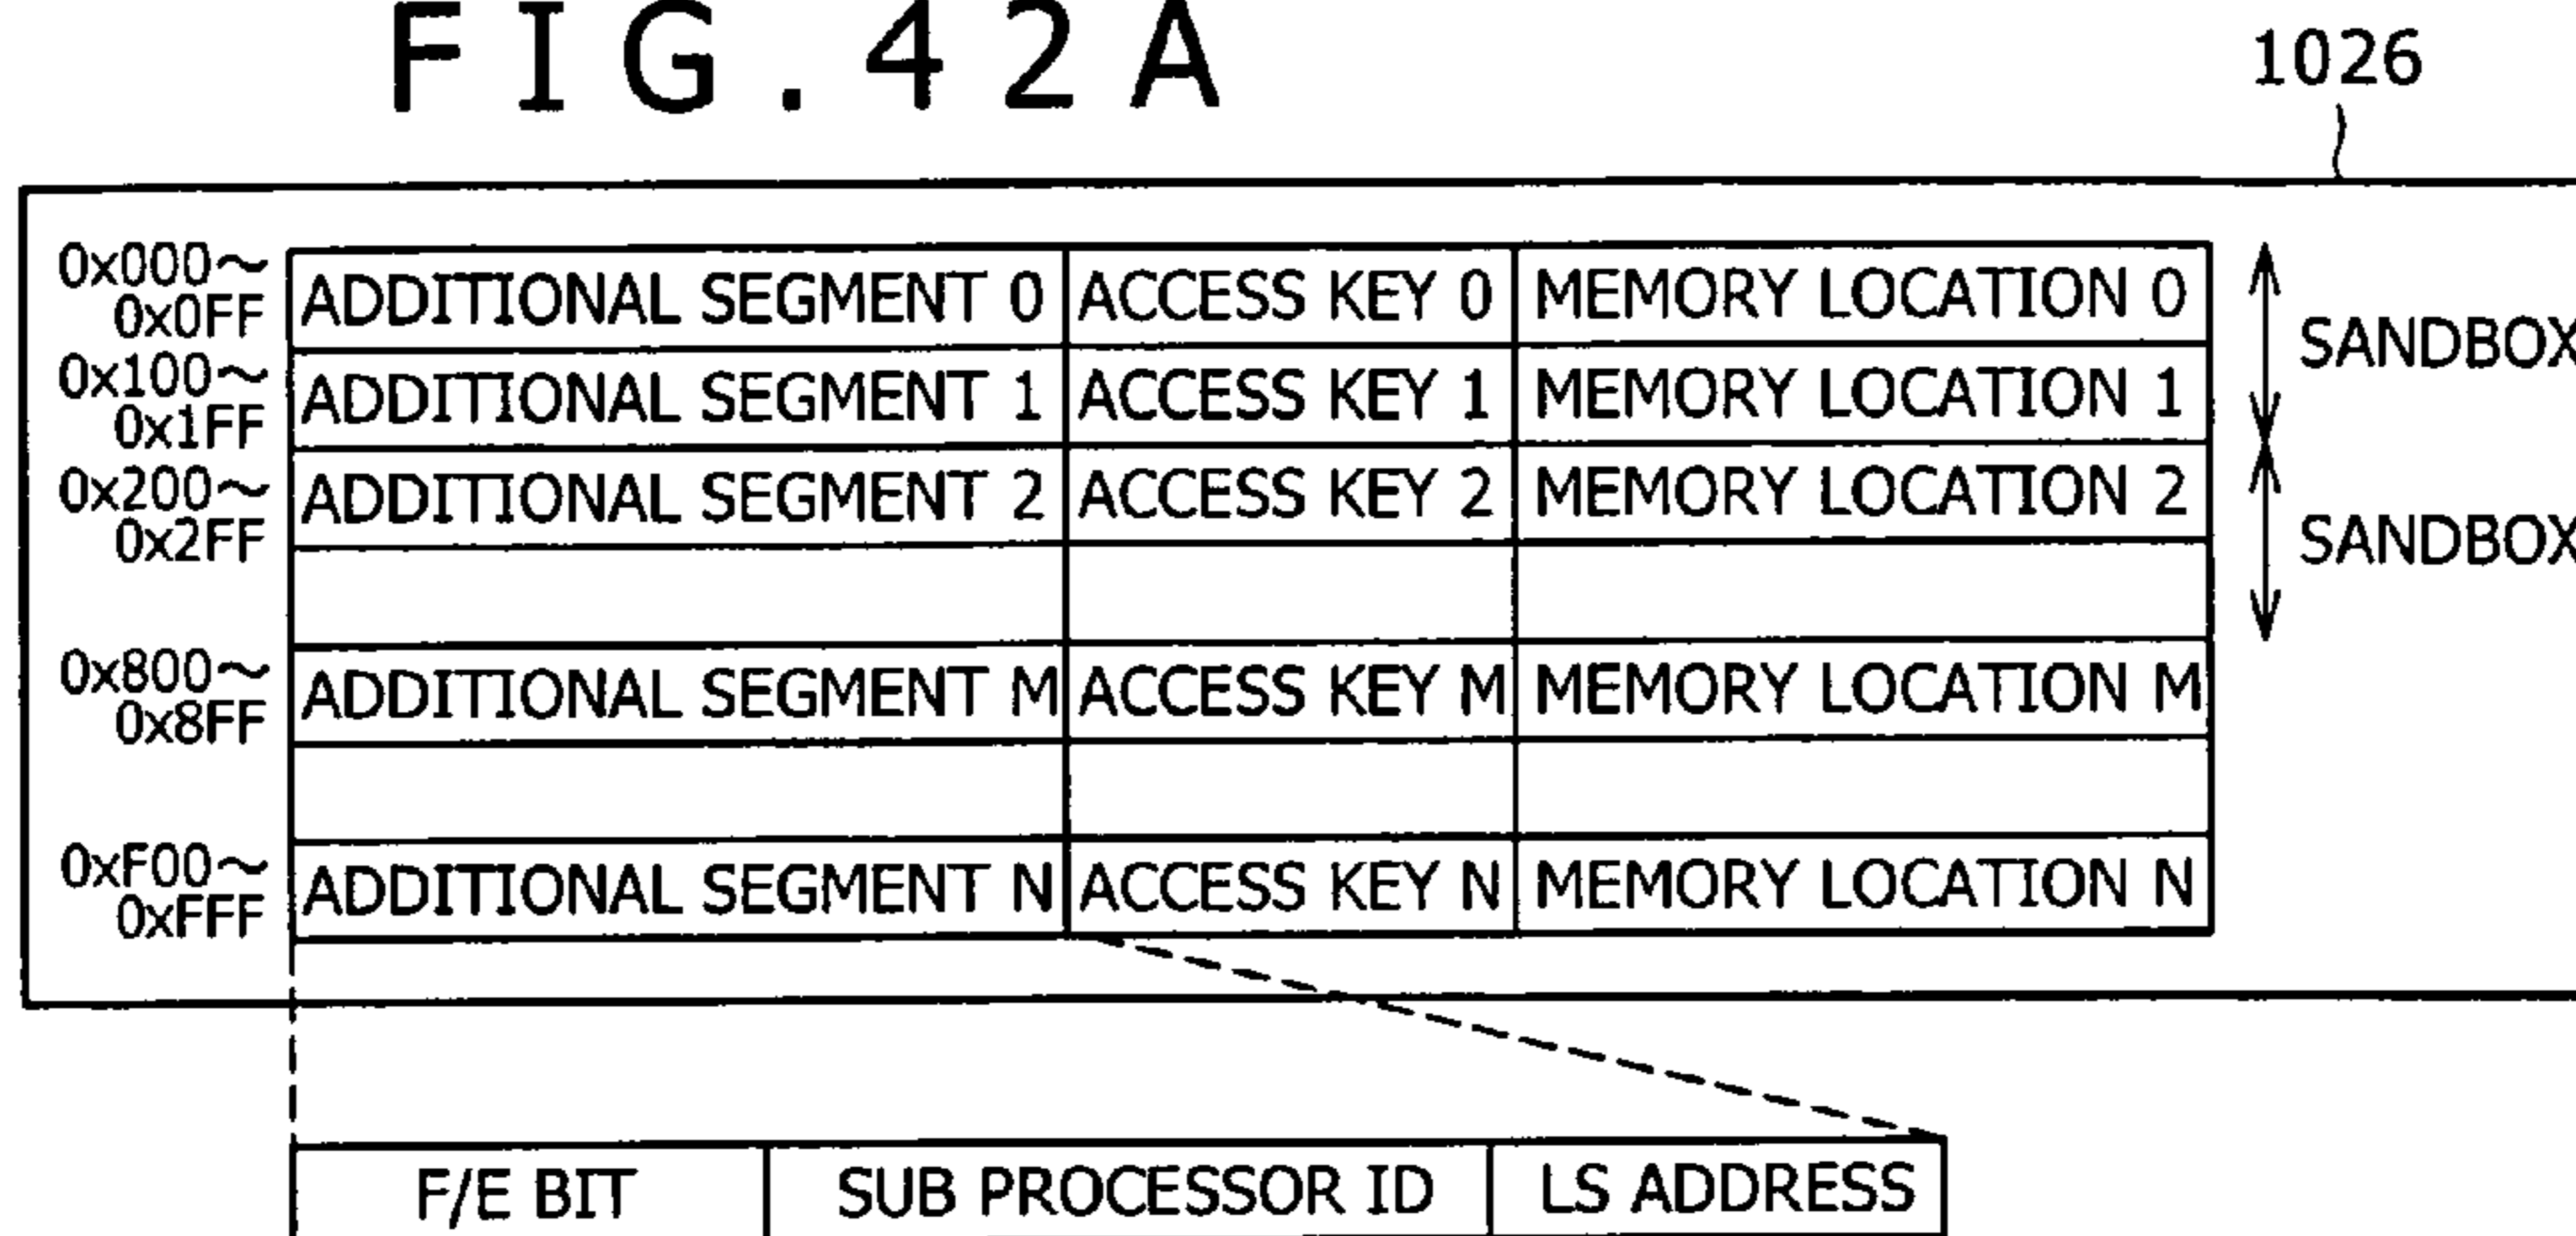 FIG.42A
1026
0x000~
0x0FF
ADDITIONAL SEGMENT 0 ACCESS KEY 0 MEMORY LOCATION 0
SANDBOX
0x100~
0x1FF
ADDITIONAL SEGMENT 1 ACCESS KEY 1 MEMORY LOCATION 1
0x200~
0x2FF
ADDITIONAL SEGMENT 2 ACCESS KEY 2 MEMORY LOCATION 2
SANDBOX
0x800~
0x8FF
ADDITIONAL SEGMENT M ACCESS KEY M MEMORY LOCATION M
0xF00~
0xFFF
ADDITIONAL SEGMENT N ACCESS KEY N MEMORY LOCATION N
F/E BIT SUB PROCESSOR ID LS ADDRESS